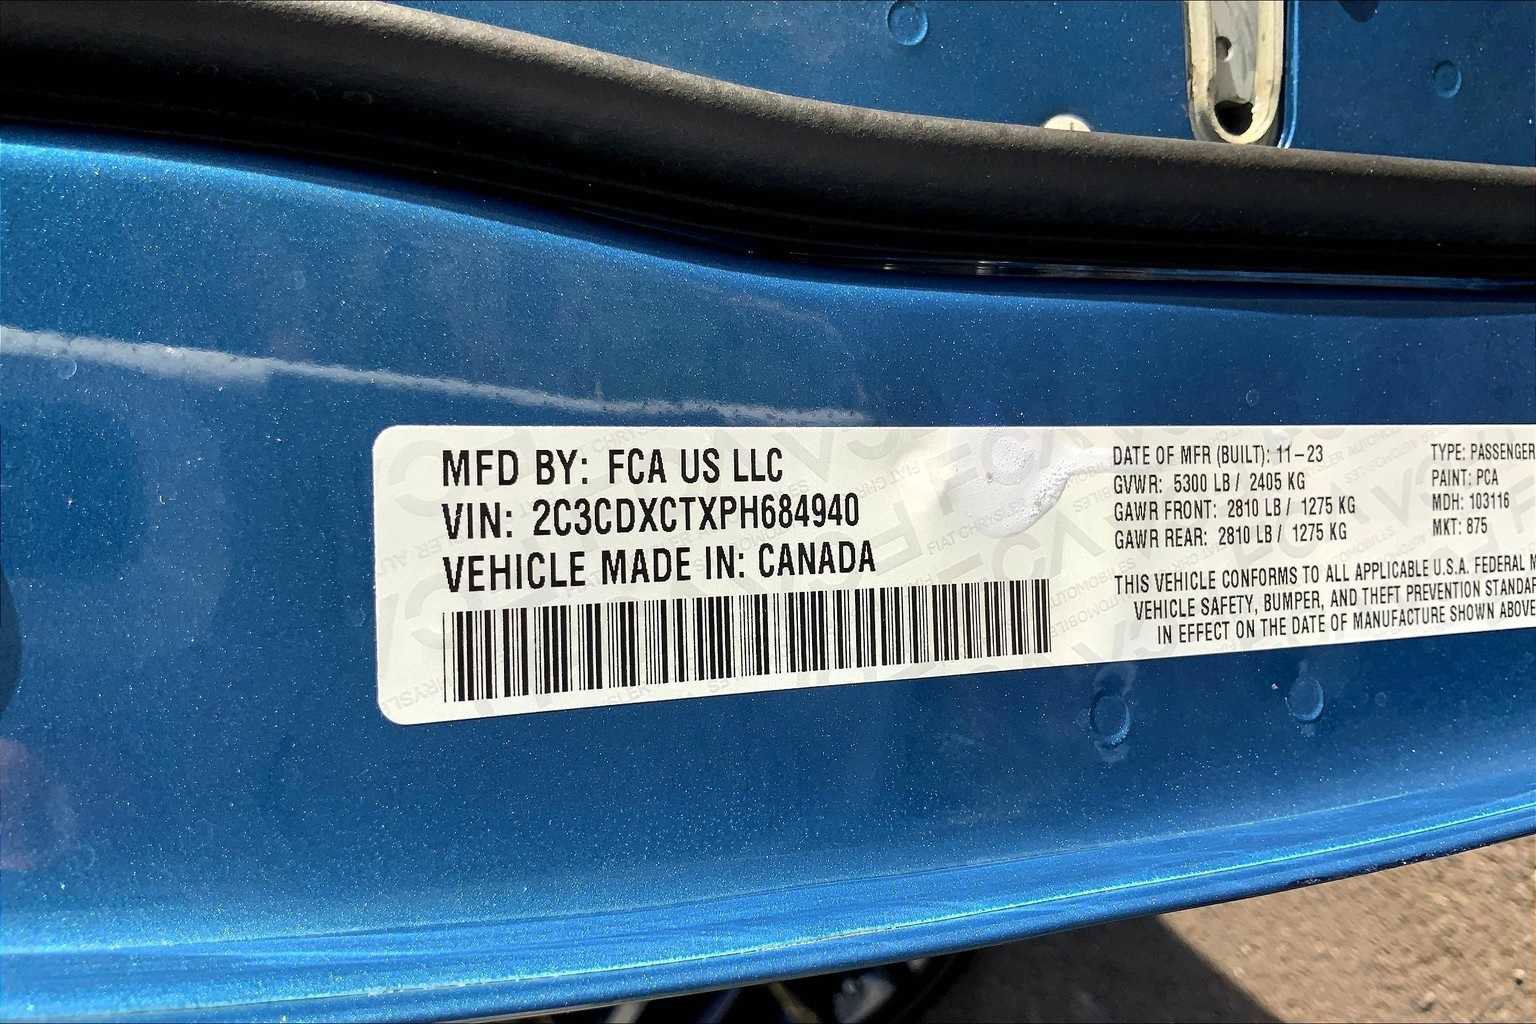 MFD BY: FCA US LLC
VIN: 2C3CDXCTXPH684940
VEHICLE MADE IN: CANADA
DATE OF MFR (BUILT): 11-23
GVWR: 5300 LB / 2405 KG
GAWR FRONT: 2810 LB / 1275 KG
GAWR REAR: 2810 LB / 1275 KG
TYPE: PASSENGER
PAINT: PCA
MDH: 103116
MKT: 875
THIS VEHICLE CONFORMS TO ALL APPLICABLE U.S.A. FEDERAL M
VEHICLE SAFETY, BUMPER, AND THEFT PREVENTION STANDAR
IN EFFECT ON THE DATE OF MANUFACTURE SHOWN ABOVE